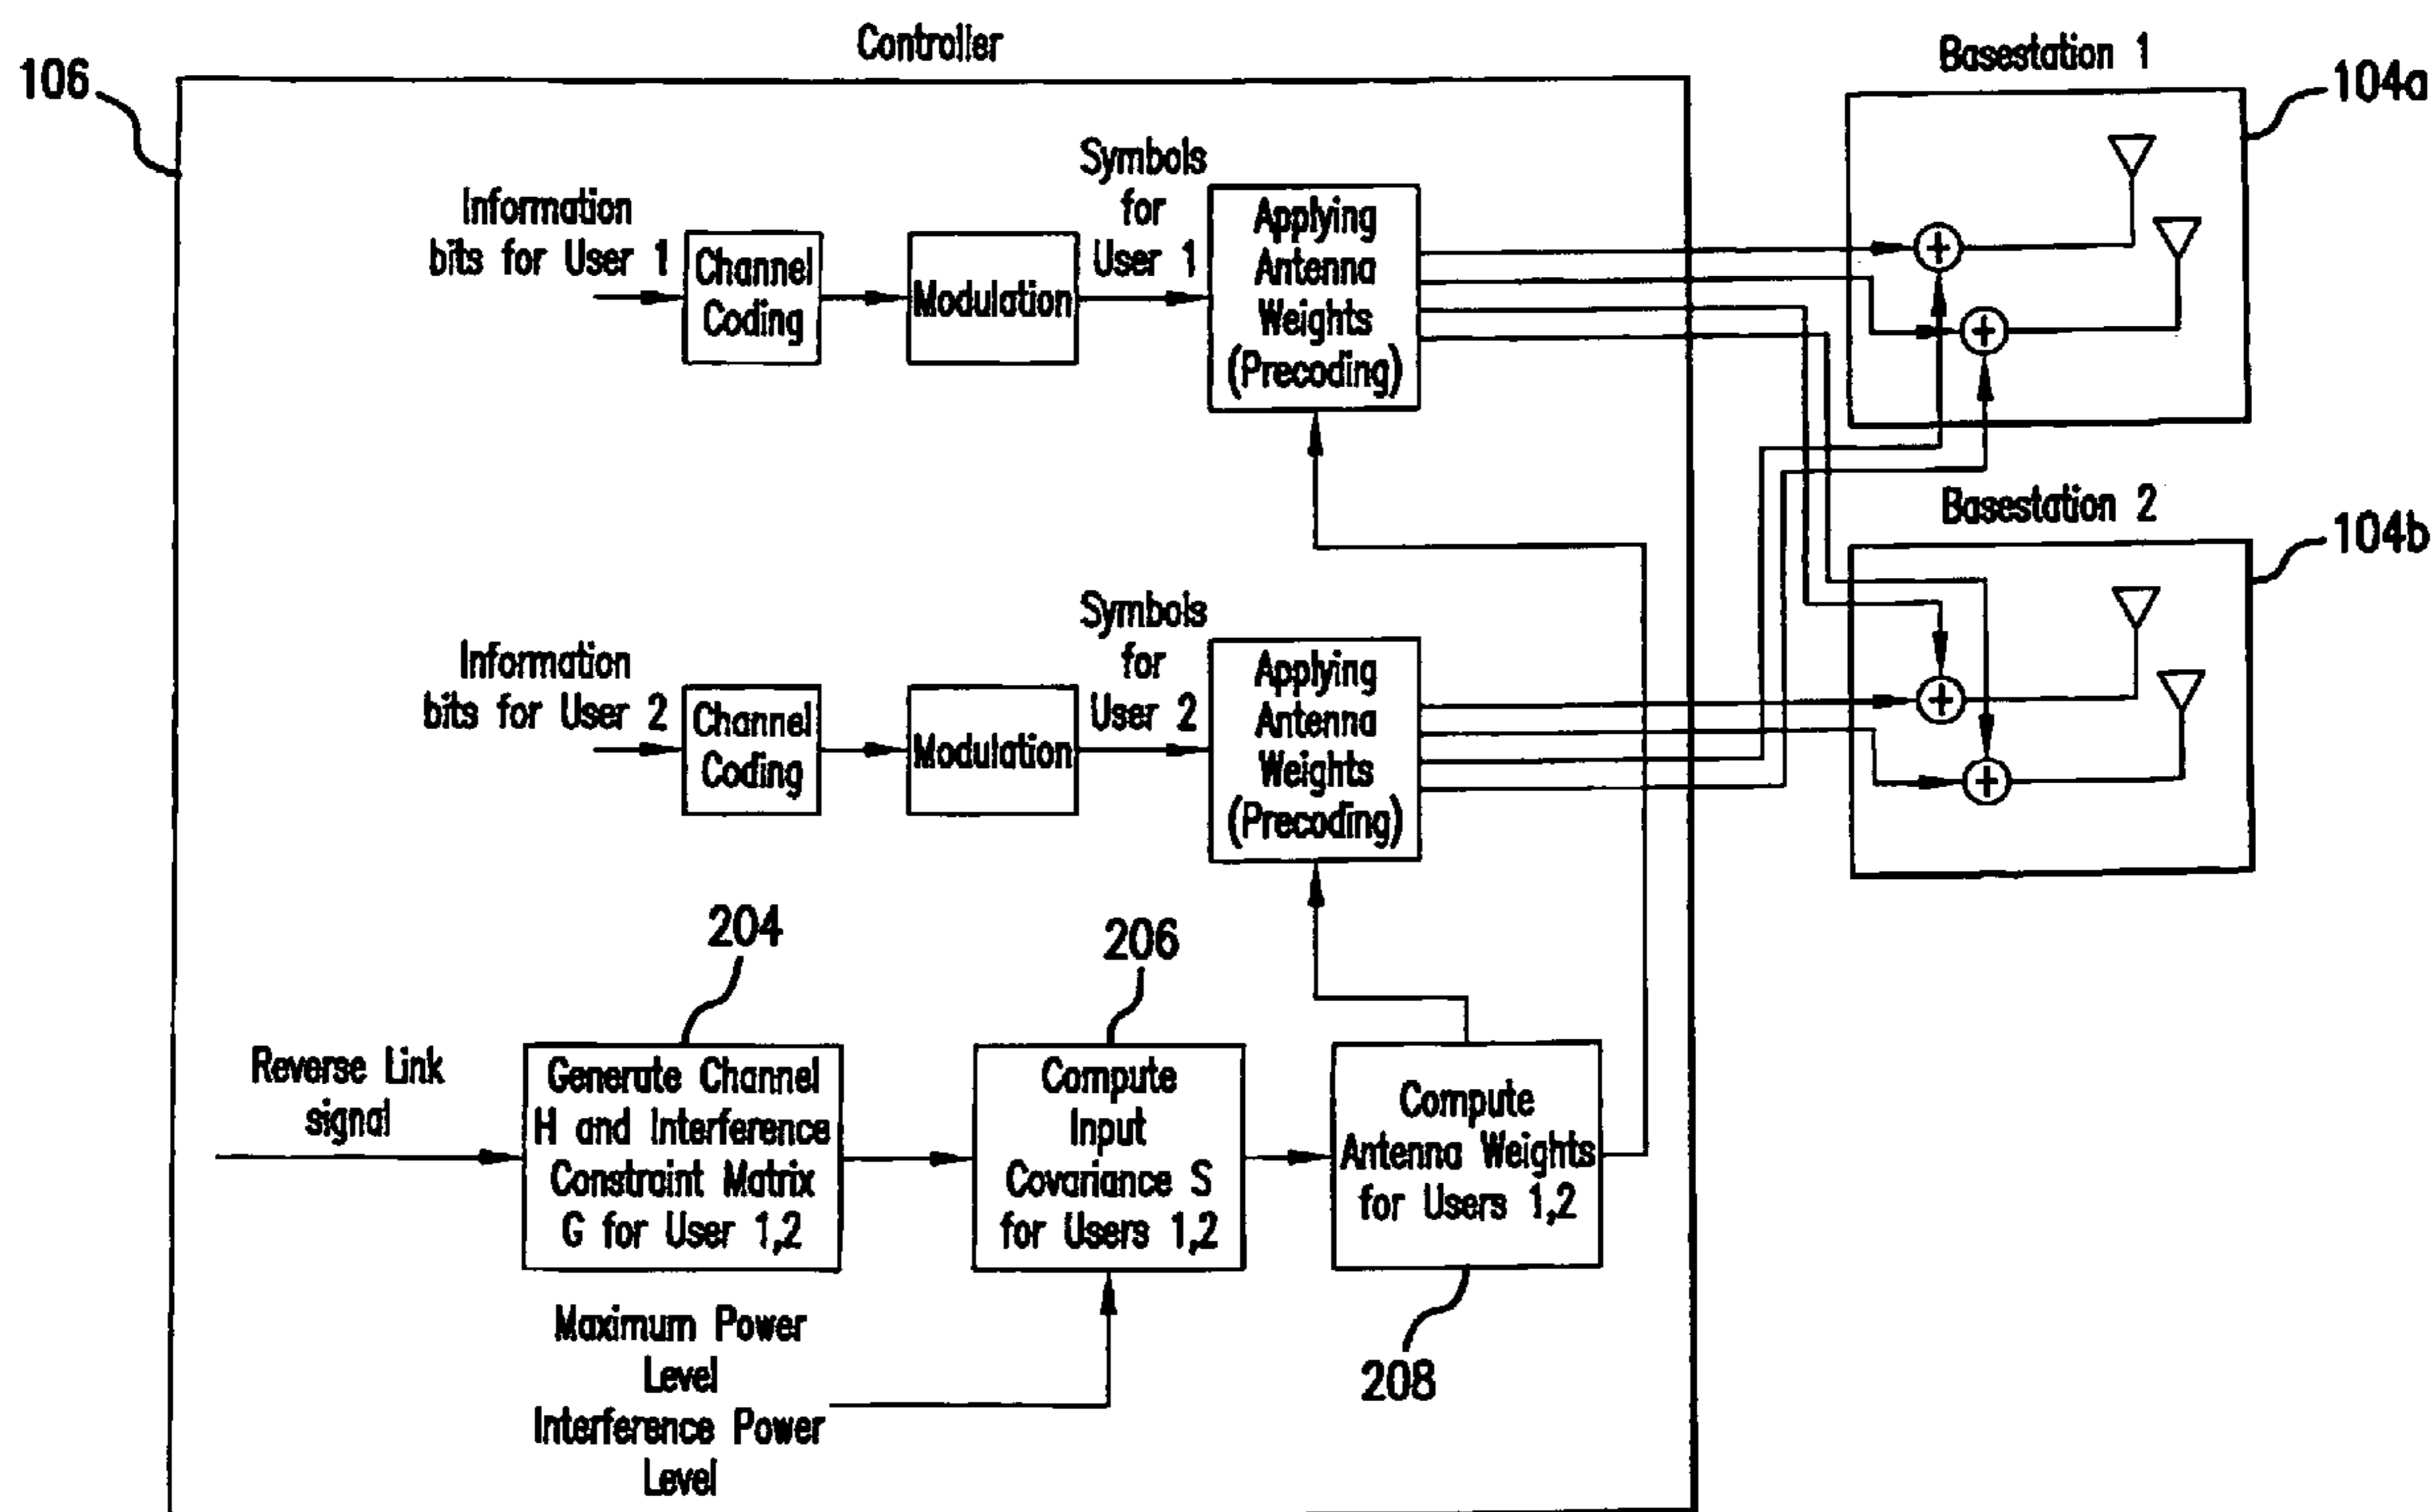 Controller
Basestation 1
106
104a
Information
bits for User 1
Channel
Coding
Modulation
Symbols
for
User 1
Applying
Antenna
Weights
(Precoding)
Basestation 2
104b
Information
bits for User 2
Channel
Coding
Modulation
Symbols
for
User 2
Applying
Antenna
Weights
(Precoding)
204
206
Reverse Link
signal
Generate Channel
H and Interference
Constraint Matrix
G for User 1,2
Compute
Input
Covariance S
for Users 1,2
Compute
Antenna Weights
for Users 1,2
208
Maximum Power
Level
Interference Power
Level